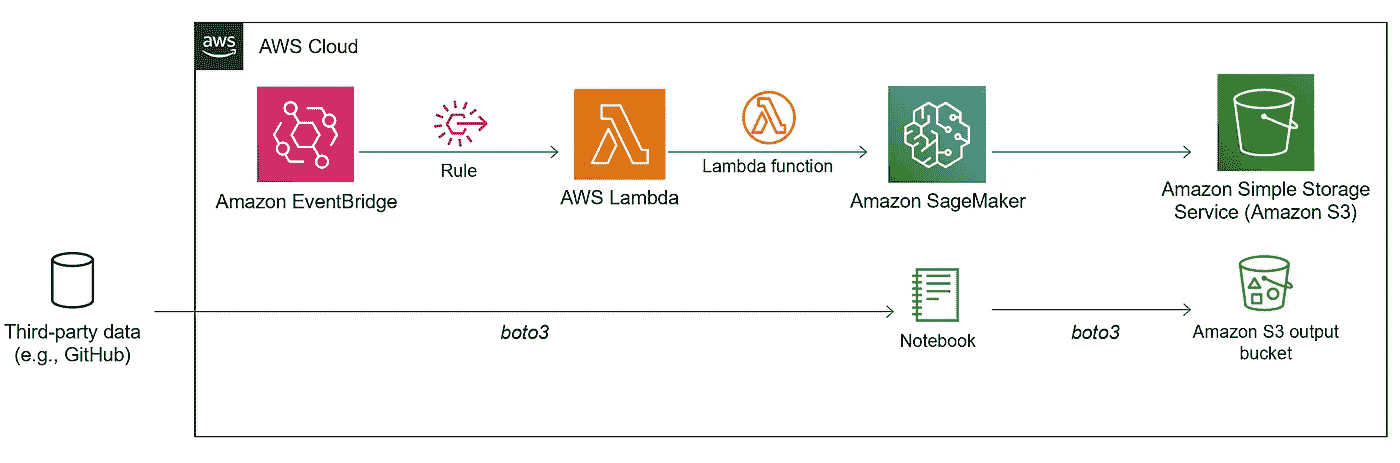 aws
AWS Cloud
Rule
Lambda function
Amazon EventBridge
AWS Lambda
Amazon SageMaker
Amazon Simple Storage
Service (Amazon S3)
Third-party data
(e.g., GitHub)
boto3
Notebook
boto3
Amazon S3 output
bucket